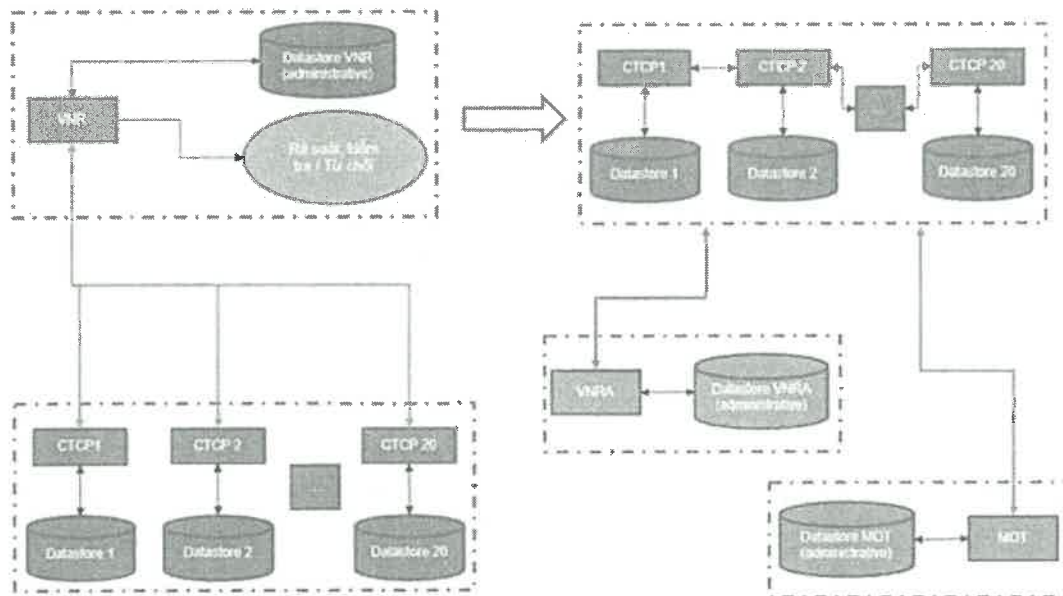 Datastore VNR
(administrative)
VNR
Rà soát, kiểm
tra / Từ chối
CTCP1
CTCP 2
CTCP 20
Datastore 1
Datastore 2
Datastore 20
CTCP1
CTCP 2
...
CTCP 20
Datastore 1
Datastore 2
Datastore 20
VNRA
Datastore VNRA
(administrative)
Datastore MOT
(administrative)
MOT